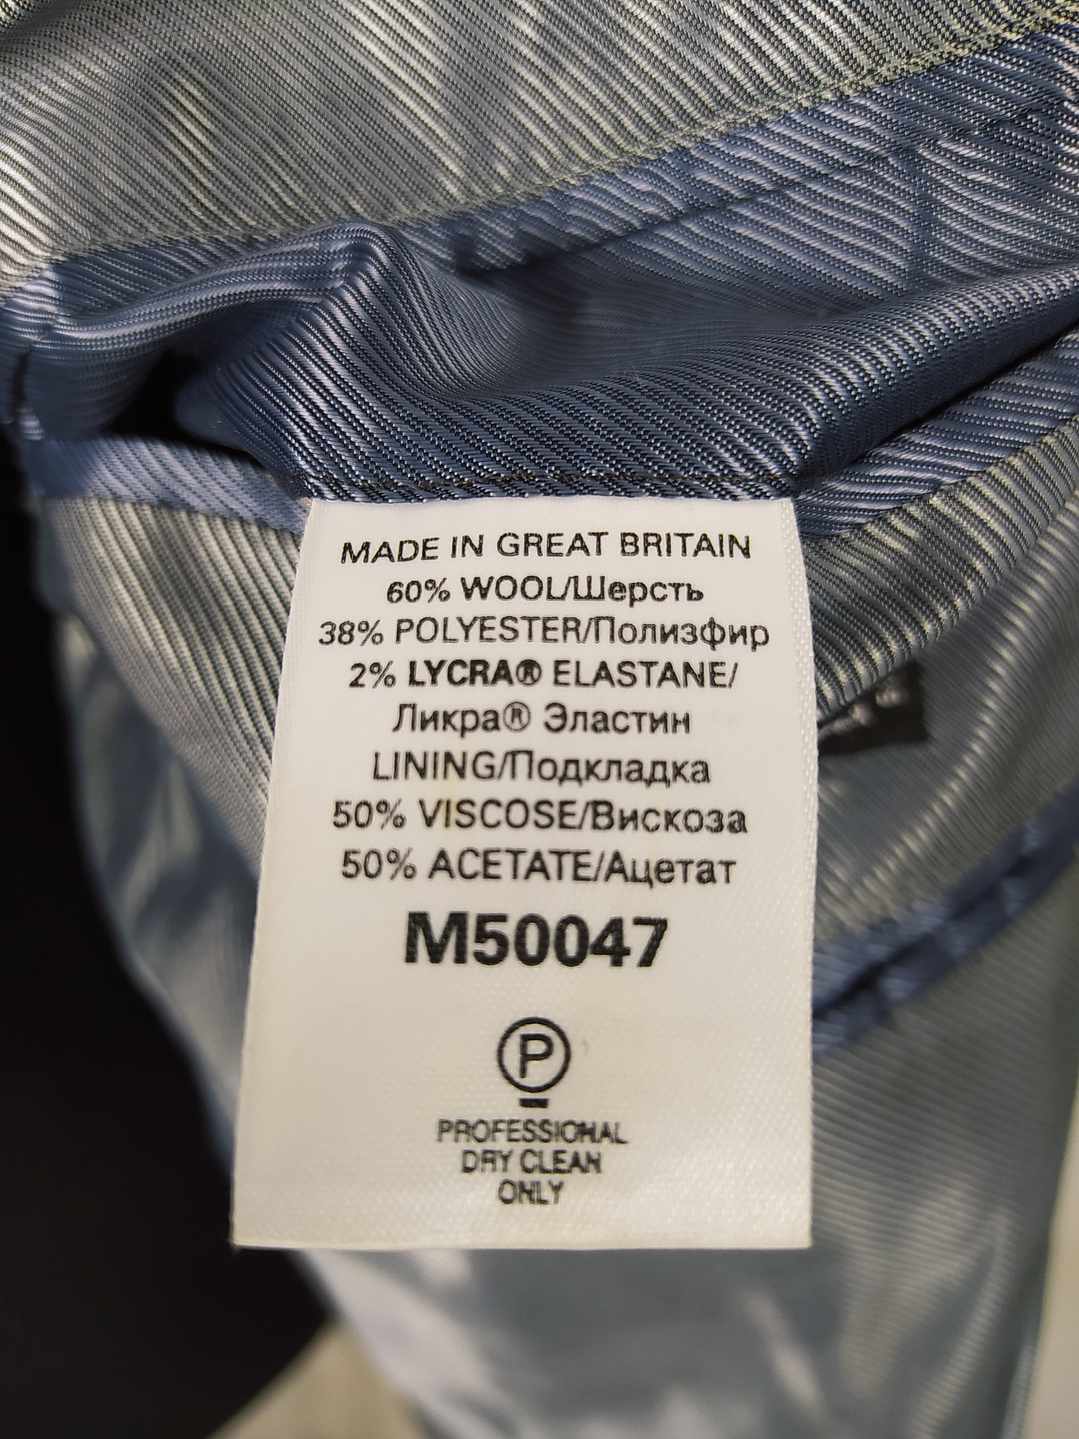 MADE IN GREAT BRITAIN
60% WOOL/Шерсть
38% POLYESTER/Полиэфир
2% LYCRA® ELASTANE/
Ликра® Эластин
LINING/Подкладка
50% VISCOSE/Вискоза
50% ACETATE/Ацетат
M50047
P
PROFESSIONAL
DRY CLEAN
ONLY